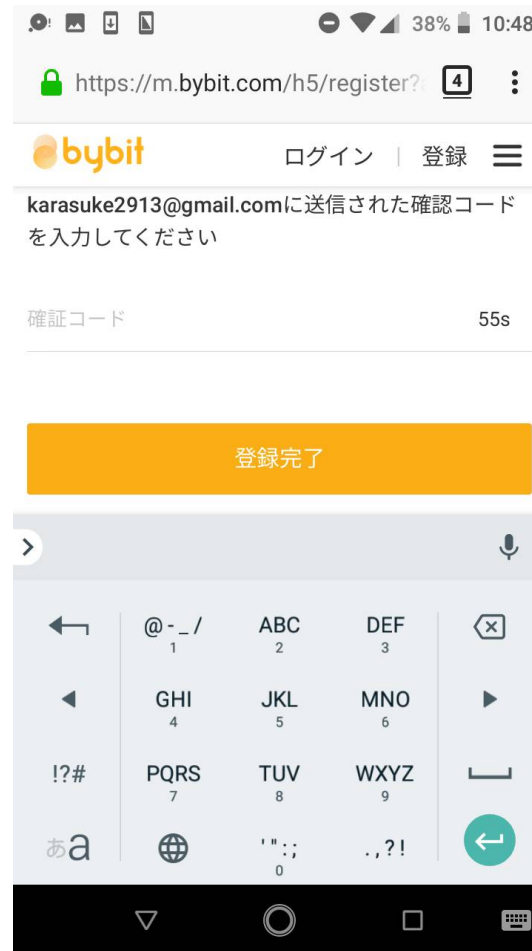 38% 10:48
https://m.bybit.com/h5/register? 4
bybit ログイン | 登録
karasuke2913@gmail.comに送信された確認コード
を入力してください
確証コード 55s
登録完了
@-_/ ABC DEF
1 2 3
GHI JKL MNO
4 5 6
!?# PQRS TUV WXYZ
7 8 9
あa '":; .,?!
0